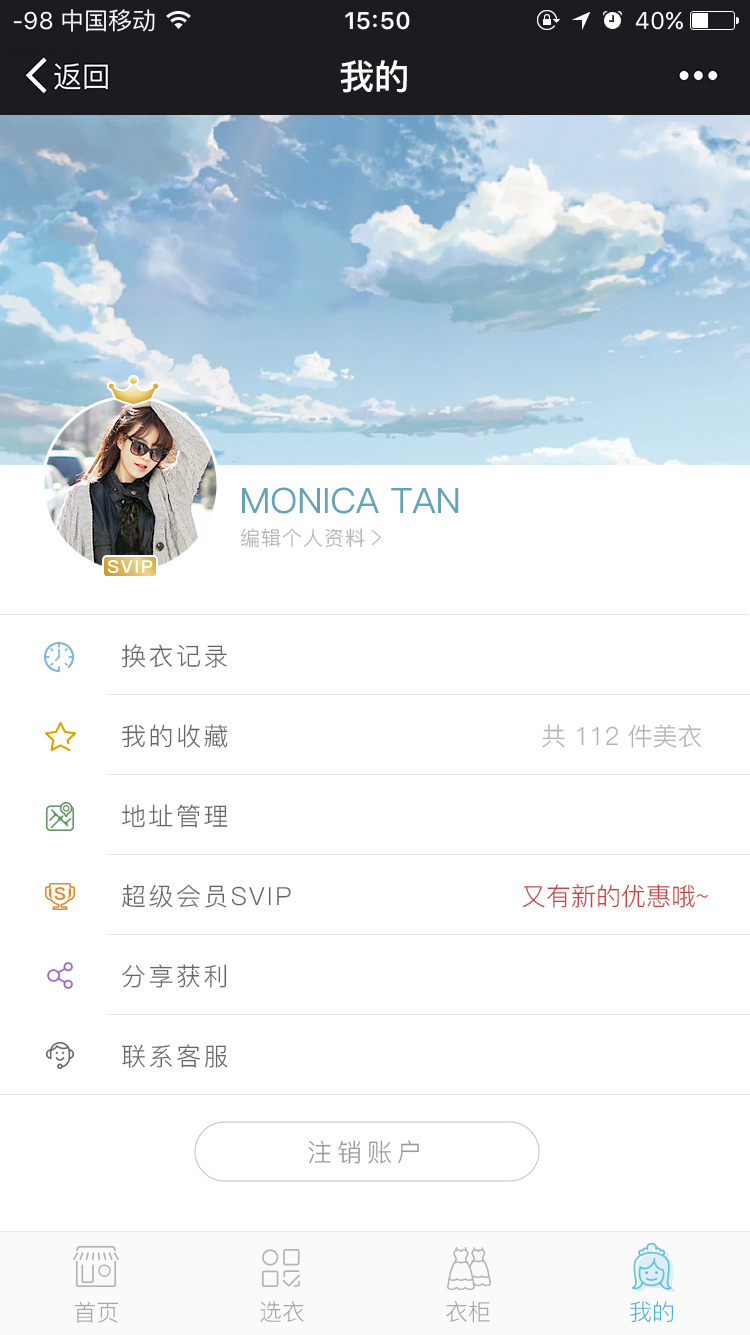 -98 中国移动 15:50 40%
返回 我的
MONICA TAN
编辑个人资料
SVIP
换衣记录
我的收藏 共 112 件美衣
地址管理
超级会员SVIP 又有新的优惠哦~
分享获利
联系客服
注销账户
首页 选衣 衣柜 我的